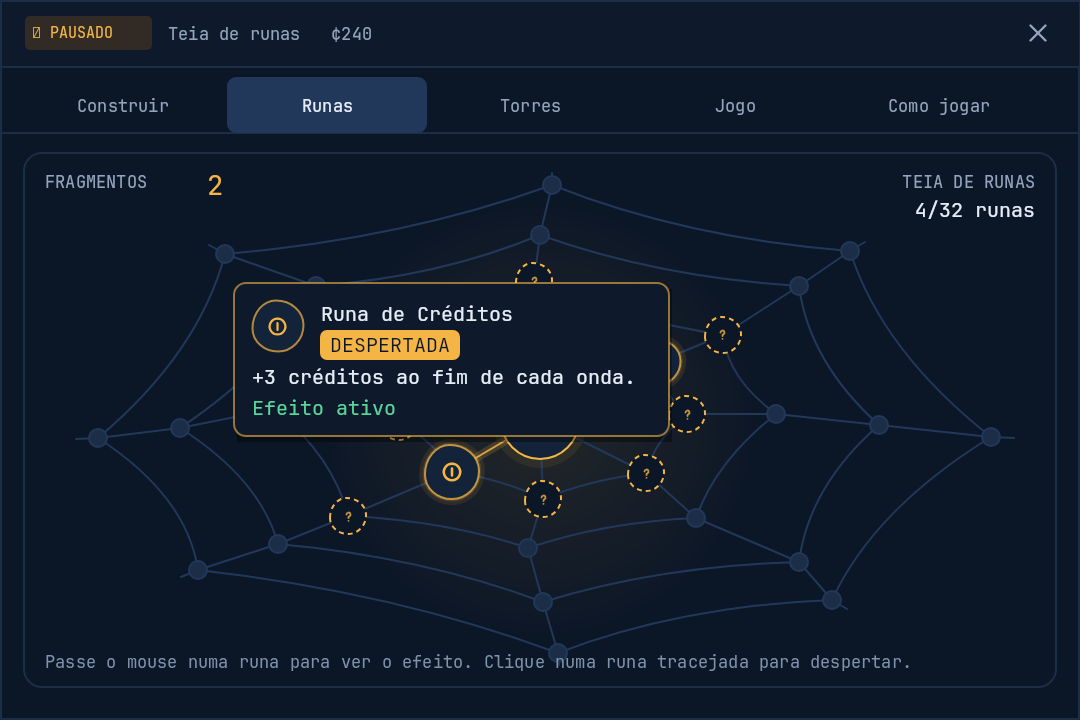 PAUSADO
Teia de runas
₵240
Construir
Runas
Torres
Jogo
Como jogar
FRAGMENTOS 2
TEIA DE RUNAS
4/32 runas
?
?
Runa de Créditos
DESPERTADA
+3 créditos ao fim de cada onda.
Efeito ativo
?
?
?
?
Passe o mouse numa runa para ver o efeito. Clique numa runa tracejada para despertar.